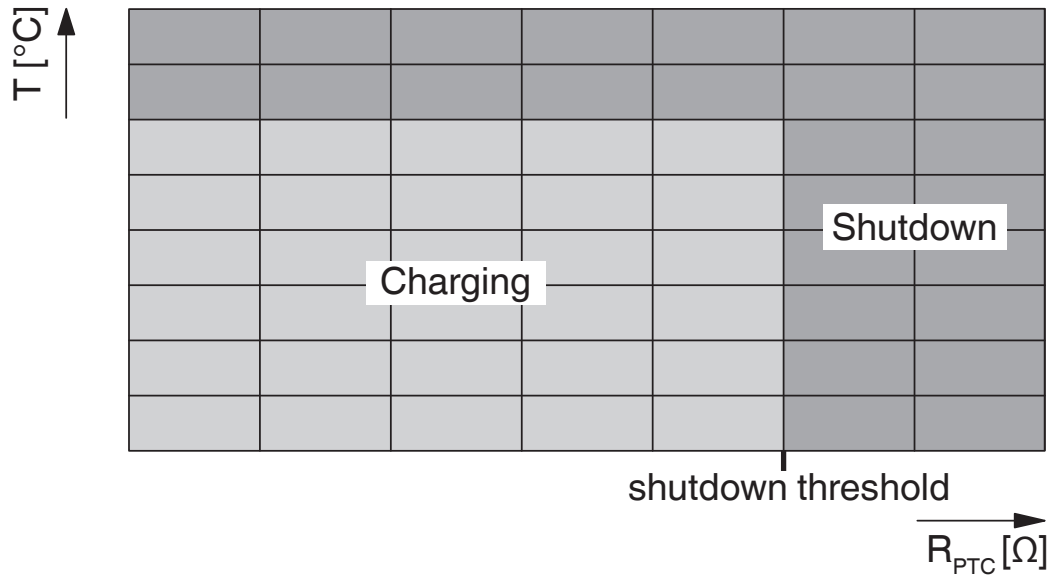 T [°C]
Shutdown
Charging
shutdown threshold
R_PTC [Ω]